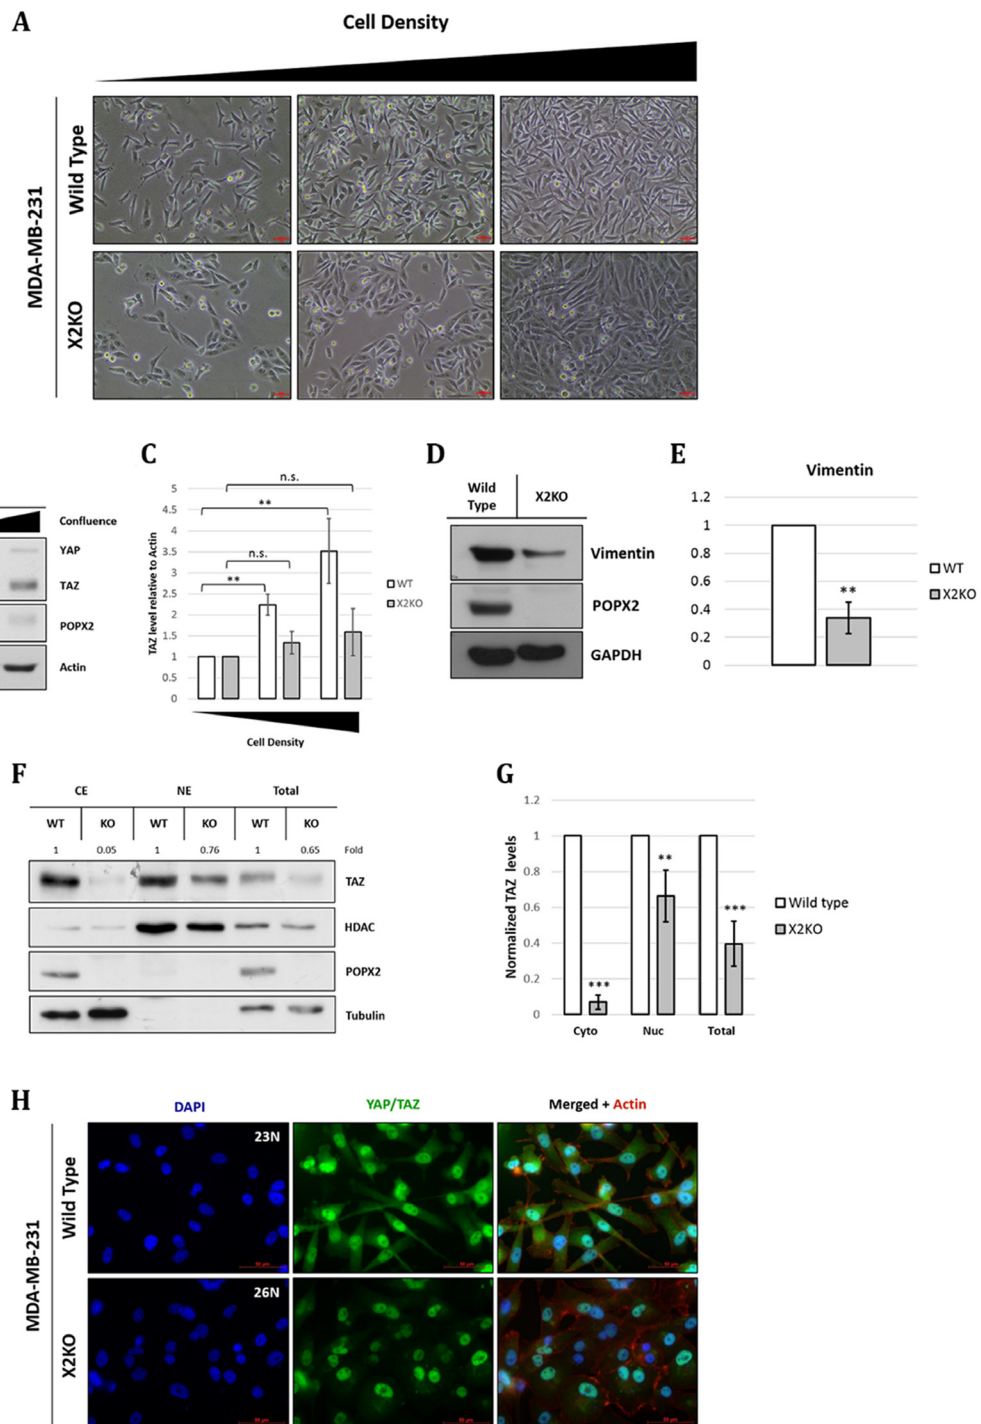 A
Cell Density
MDA-MB-231
Wild Type
X2KO
Confluence
YAP
TAZ
POPX2
Actin
C
TAZ level relative to Actin
5
4.5
4
3.5
3
2.5
2
1.5
1
0.5
0
n.s.
**
n.s.
**
WT
X2KO
Cell Density
D
Wild
Type
X2KO
Vimentin
POPX2
GAPDH
E
Vimentin
1.2
1
0.8
0.6
0.4
0.2
0
**
WT
X2KO
F
CE NE Total
WT KO WT KO WT KO
1 0.05 1 0.76 1 0.65 Fold
TAZ
HDAC
POPX2
Tubulin
G
Normalized TAZ levels
1.2
1
0.8
0.6
0.4
0.2
0
***
**
***
Cyto Nuc Total
Wild type
X2KO
H
DAPI YAP/TAZ Merged + Actin
MDA-MB-231
Wild Type
23N
X2KO
26N